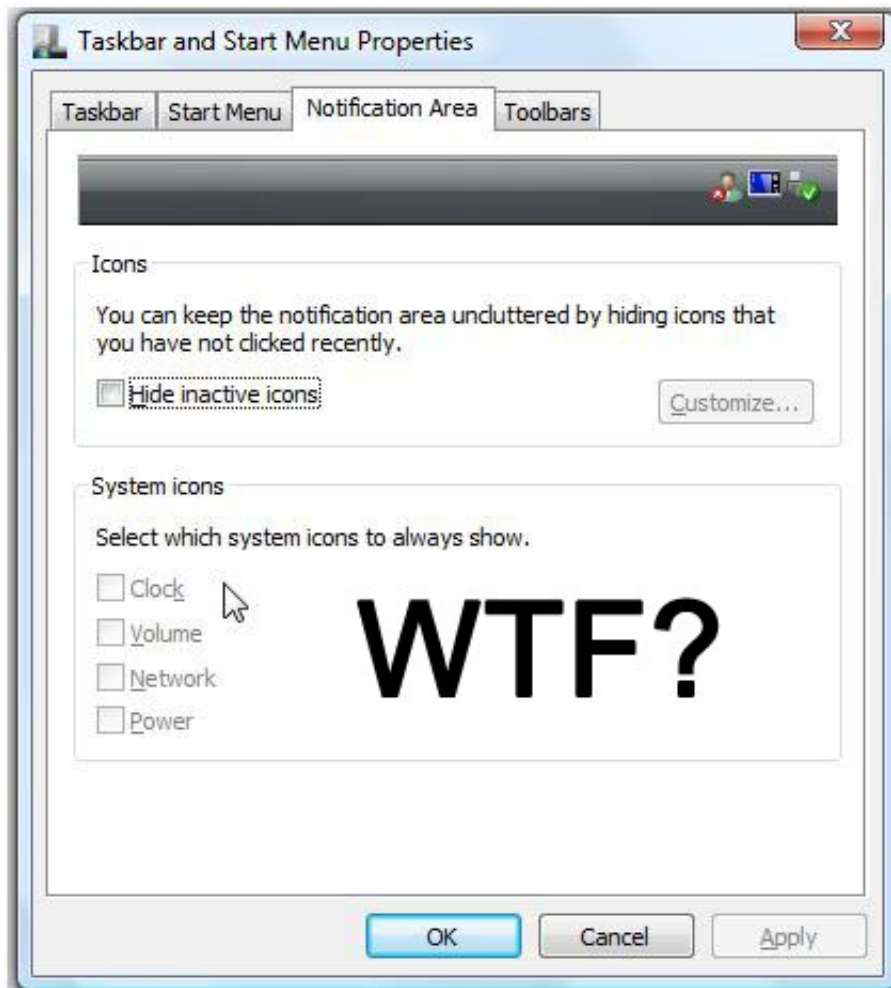 Taskbar and Start Menu Properties
Taskbar Start Menu Notification Area Toolbars
Icons
You can keep the notification area uncluttered by hiding icons that
you have not clicked recently.
Hide inactive icons
Customize...
System icons
Select which system icons to always show.
Clock
Volume
Network
Power
WTF?
OK Cancel Apply